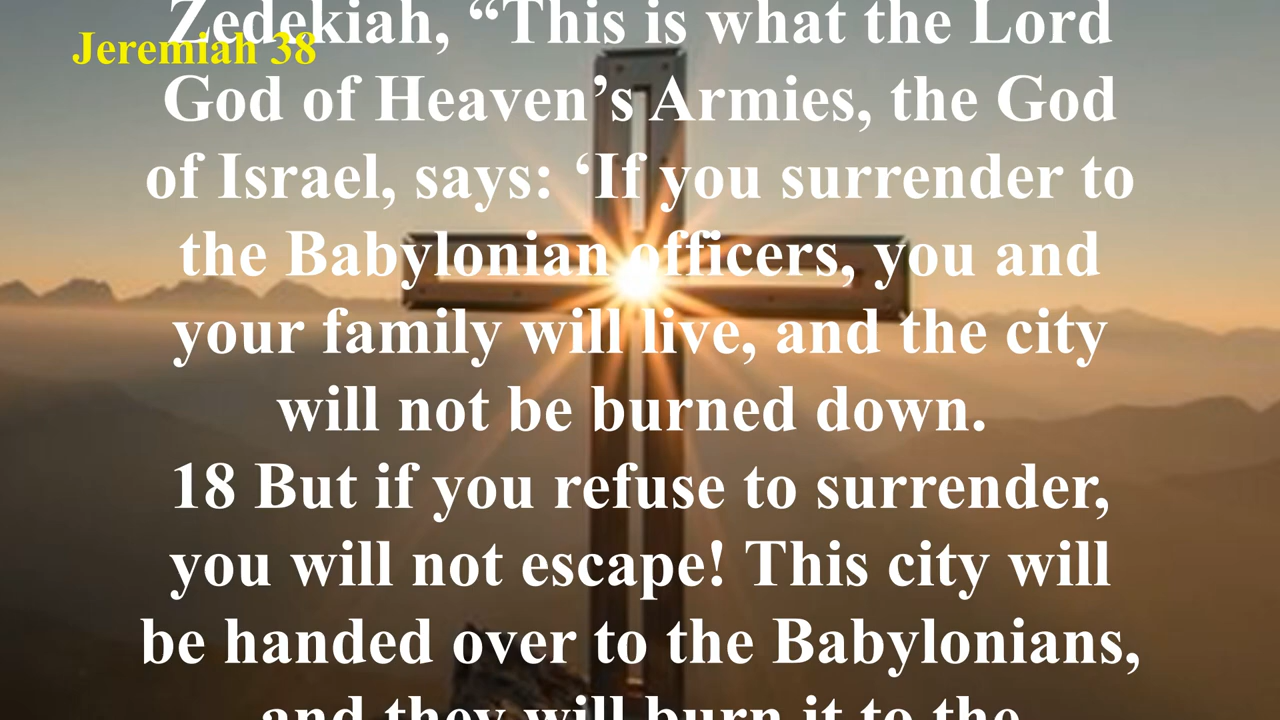 Zedekiah, “This is what the Lord
Jeremiah 38
God of Heaven’s Armies, the God
of Israel, says: ‘If you surrender to
the Babylonian officers, you and
your family will live, and the city
will not be burned down.
18 But if you refuse to surrender,
you will not escape! This city will
be handed over to the Babylonians,
and they will burn it to the